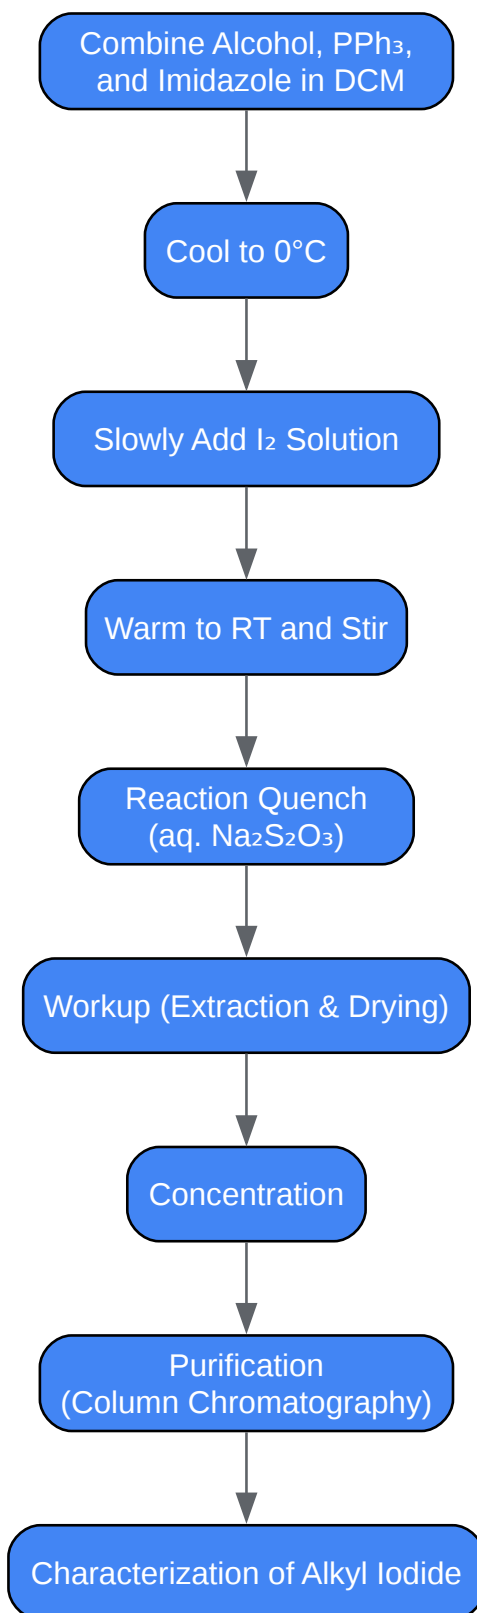 Combine Alcohol, PPh₃,
and Imidazole in DCM
Cool to 0°C
Slowly Add I₂ Solution
Warm to RT and Stir
Reaction Quench
(aq. Na₂S₂O₃)
Workup (Extraction & Drying)
Concentration
Purification
(Column Chromatography)
Characterization of Alkyl Iodide